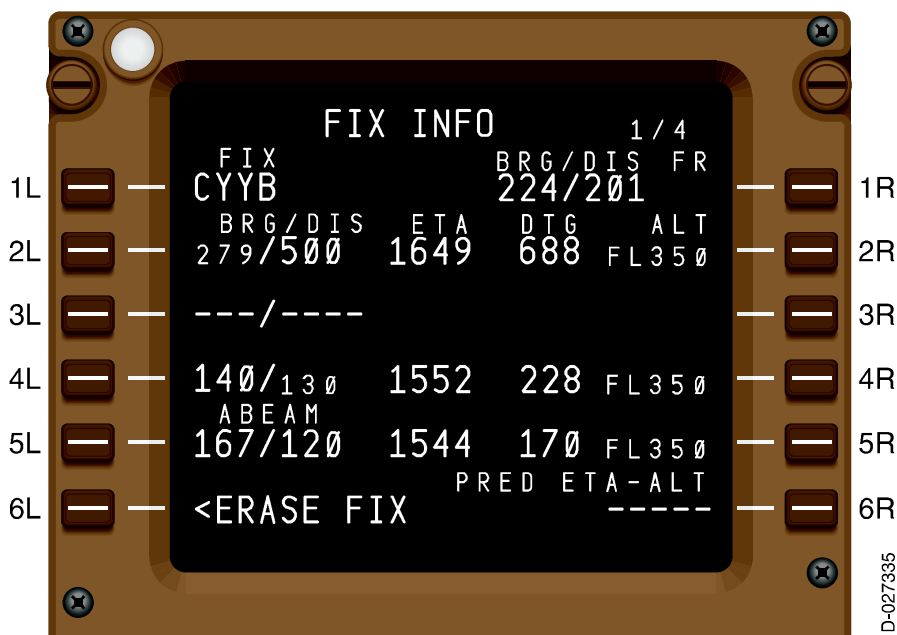 FIX INFO 1/4
FIX BRG/DIS FR
1L CYYB 224/201 1R
BRG/DIS ETA DTG ALT
2L 279/500 1649 688 FL350 2R
3L ---/---- 3R
4L 140/130 1552 228 FL350 4R
ABEAM
5L 167/120 1544 170 FL350 5R
PRED ETA-ALT
6L <ERASE FIX ----- 6R
D-027335